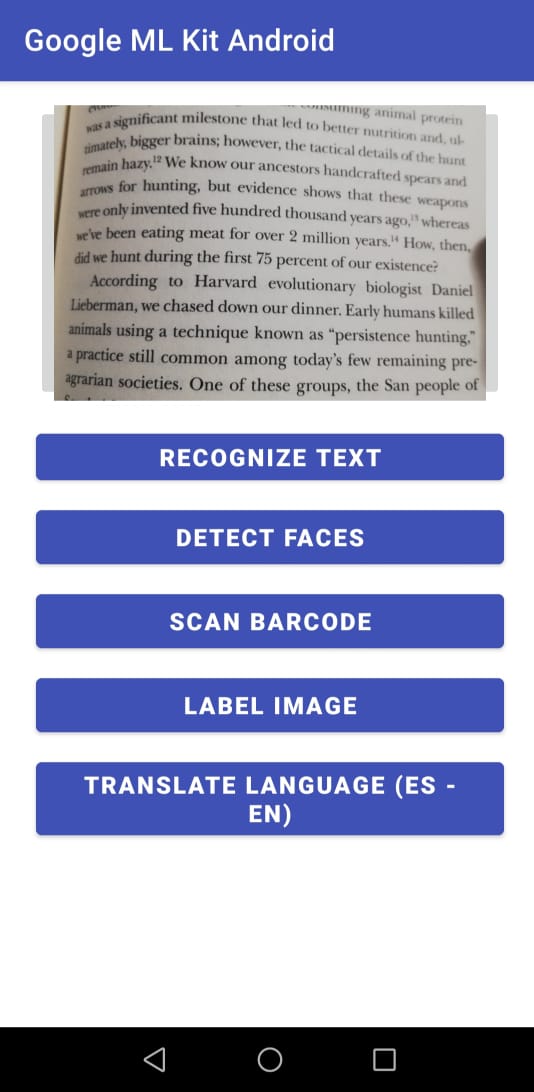 Google ML Kit Android
consuming animal protein
was a significant milestone that led to better nutrition and, ul-
timately, bigger brains; however, the tactical details of the hunt
remain hazy.¹² We know our ancestors handcrafted spears and
arrows for hunting, but evidence shows that these weapons
were only invented five hundred thousand years ago,¹³ whereas
we've been eating meat for over 2 million years.¹⁴ How, then,
did we hunt during the first 75 percent of our existence?
According to Harvard evolutionary biologist Daniel
Lieberman, we chased down our dinner. Early humans killed
animals using a technique known as “persistence hunting,”
a practice still common among today's few remaining pre-
agrarian societies. One of these groups, the San people of
RECOGNIZE TEXT
DETECT FACES
SCAN BARCODE
LABEL IMAGE
TRANSLATE LANGUAGE (ES -
EN)